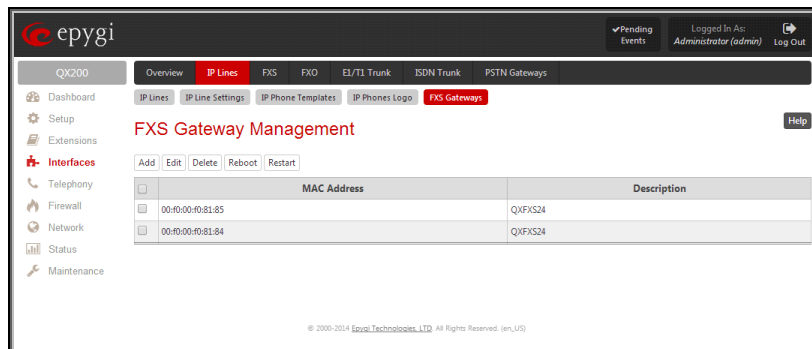 epygi
Pending Events
Logged In As:
Administrator (admin)
Log Out
QX200
Dashboard
Setup
Extensions
Interfaces
Telephony
Firewall
Network
Status
Maintenance
Overview
IP Lines
FXS
FXO
E1/T1 Trunk
ISDN Trunk
PSTN Gateways
IP Lines
IP Line Settings
IP Phone Templates
IP Phones Logo
FXS Gateways
FXS Gateway Management
Help
Add
Edit
Delete
Reboot
Restart
MAC Address Description
00:f0:00:f0:81:85 QXFXS24
00:f0:00:f0:81:84 QXFXS24
© 2000-2014 Epygi Technologies, LTD. All Rights Reserved. (en_US)